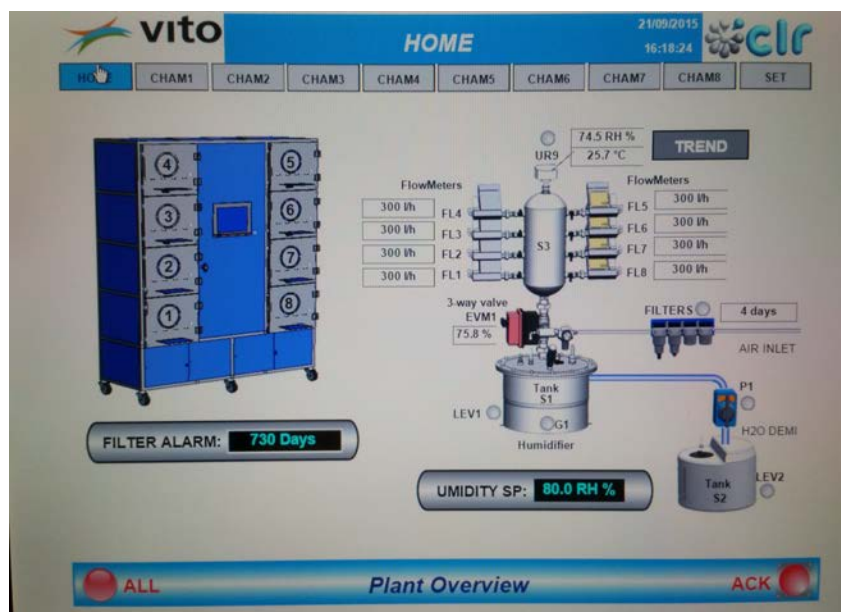 vito
HOME
21/09/2015
16:18:24
clr
HOME CHAM1 CHAM2 CHAM3 CHAM4 CHAM5 CHAM6 CHAM7 CHAM8 SET
4
3
2
1
5
6
7
8
UR9
74.5 RH %
25.7 °C
TREND
FlowMeters
300 l/h FL4
300 l/h FL3
300 l/h FL2
300 l/h FL1
S3
FlowMeters
FL5 300 l/h
FL6 300 l/h
FL7 300 l/h
FL8 300 l/h
3-way valve
EVM1
75.8 %
FILTERS 4 days
AIR INLET
Tank
S1
LEV1
G1
Humidifier
P1
H2O DEMI
Tank
S2
LEV2
FILTER ALARM: 730 Days
UMIDITY SP: 80.0 RH %
ALL
Plant Overview
ACK